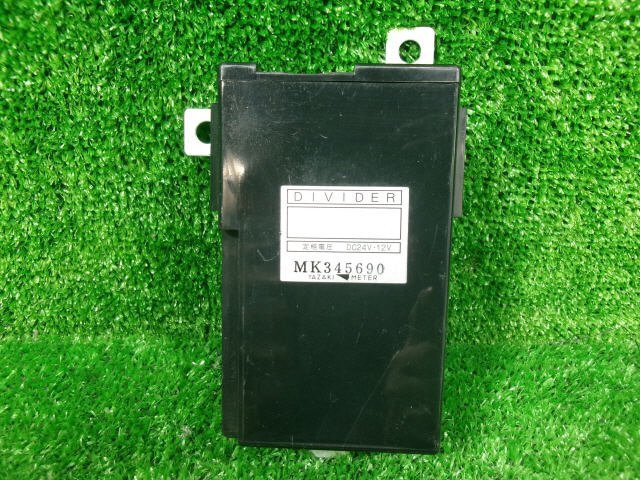 DIVIDER
定格電圧 DC24V-12V
MK345690
YAZAKI METER